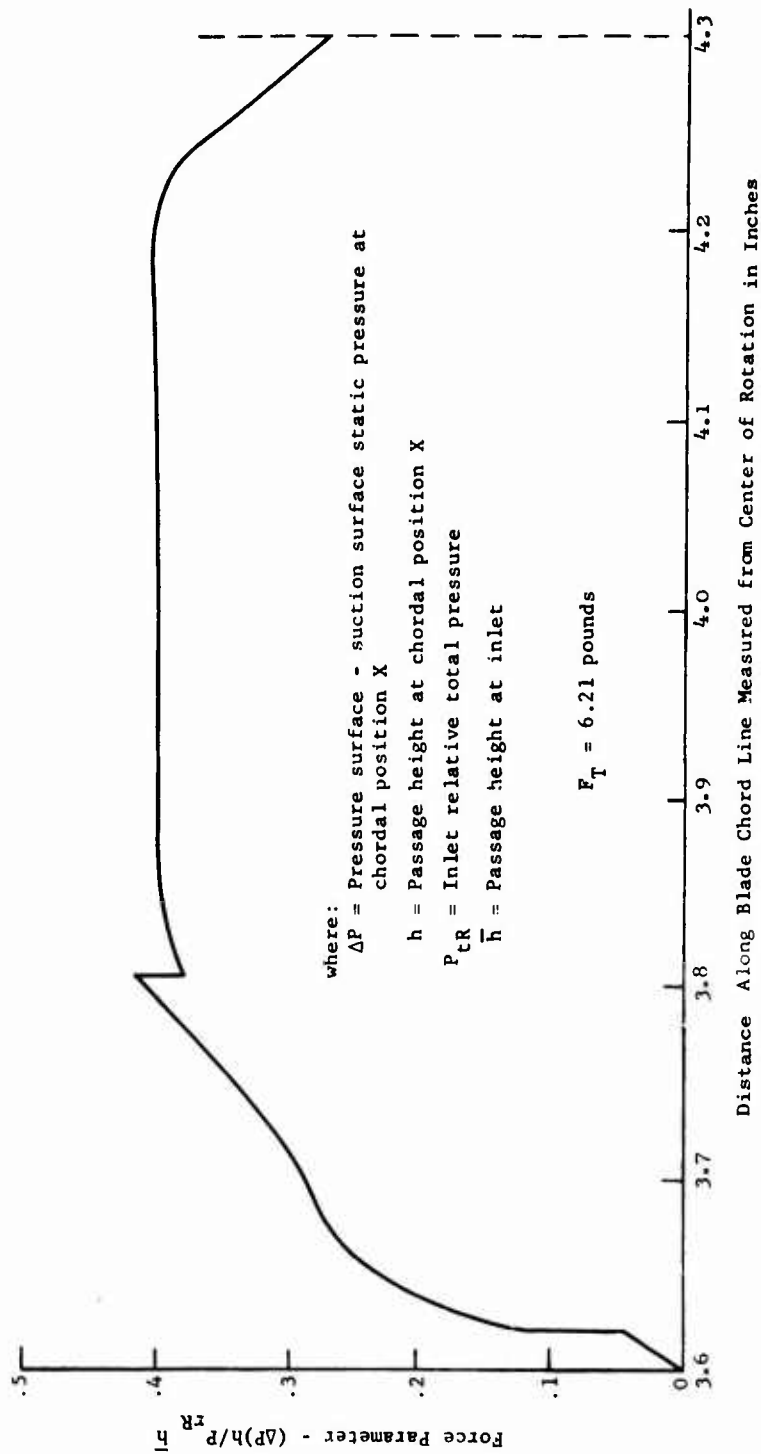 Force Parameter - (ΔP)h/P_rR h̄
.5
.4
.3
.2
.1
0
where:
ΔP = Pressure surface - suction surface static pressure at
chordal position X
h = Passage height at chordal position X
P_tR = Inlet relative total pressure
h̄ = Passage height at inlet
F_T = 6.21 pounds
3.6 3.7 3.8 3.9 4.0 4.1 4.2 4.3
Distance Along Blade Chord Line Measured from Center of Rotation in Inches